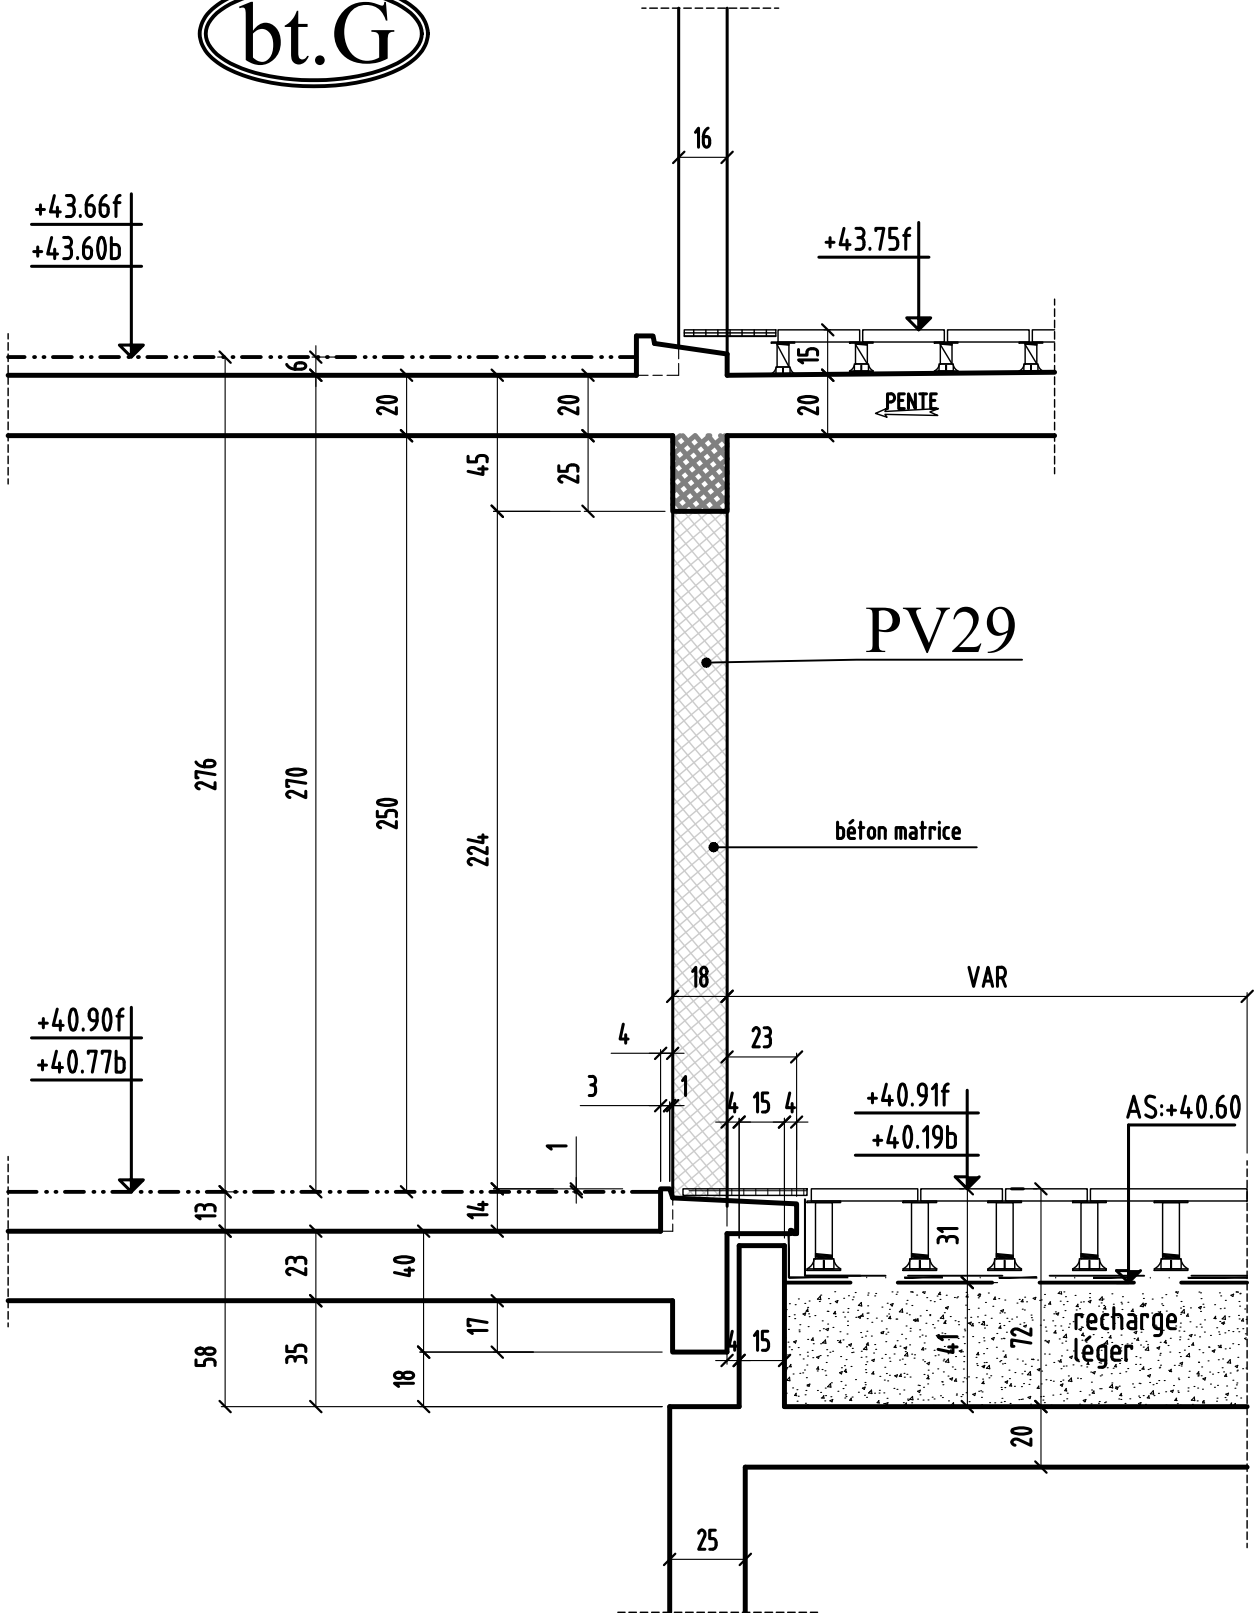 bt.G
16
+43.66f
+43.60b
+43.75f
6
15
20
20
20
PENTE
45
25
PV29
276
270
250
224
béton matrice
18
VAR
+40.90f
+40.77b
4
23
3
1
4
15
4
+40.91f
+40.19b
AS:+40.60
1
13
14
31
23
40
17
4
15
41
72
recharge
léger
58
35
18
20
25